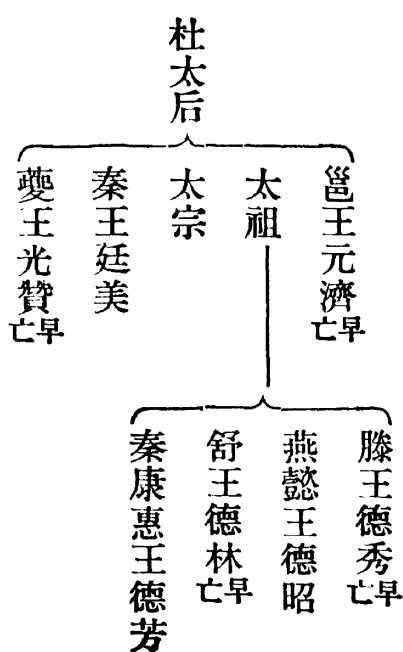 杜太后
邕王元濟早亡
太祖
太宗
秦王廷美
夔王光贊早亡
滕王德秀早亡
燕懿王德昭
舒王德林早亡
秦康惠王德芳